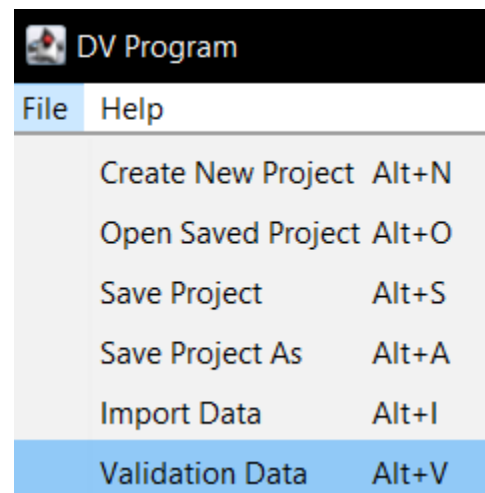 DV Program
File Help
Create New Project Alt+N
Open Saved Project Alt+O
Save Project Alt+S
Save Project As Alt+A
Import Data Alt+I
Validation Data Alt+V